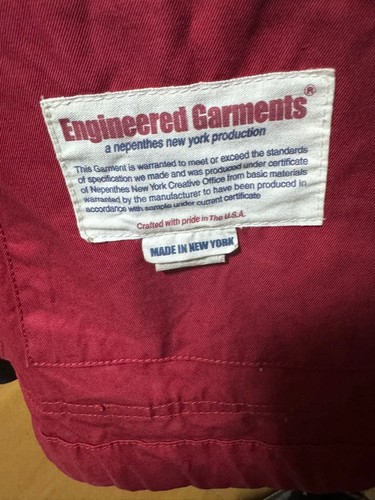 Engineered Garments®
a nepenthes new york production
This Garment is warranted to meet or exceed the standards
of specification we made and was produced under certificate
of Nepenthes New York Creative Office from basic materials
warranted by the manufacturer to have been produced in
accordance with sample under current certificate
Crafted with pride in The U.S.A.
MADE IN NEW YORK